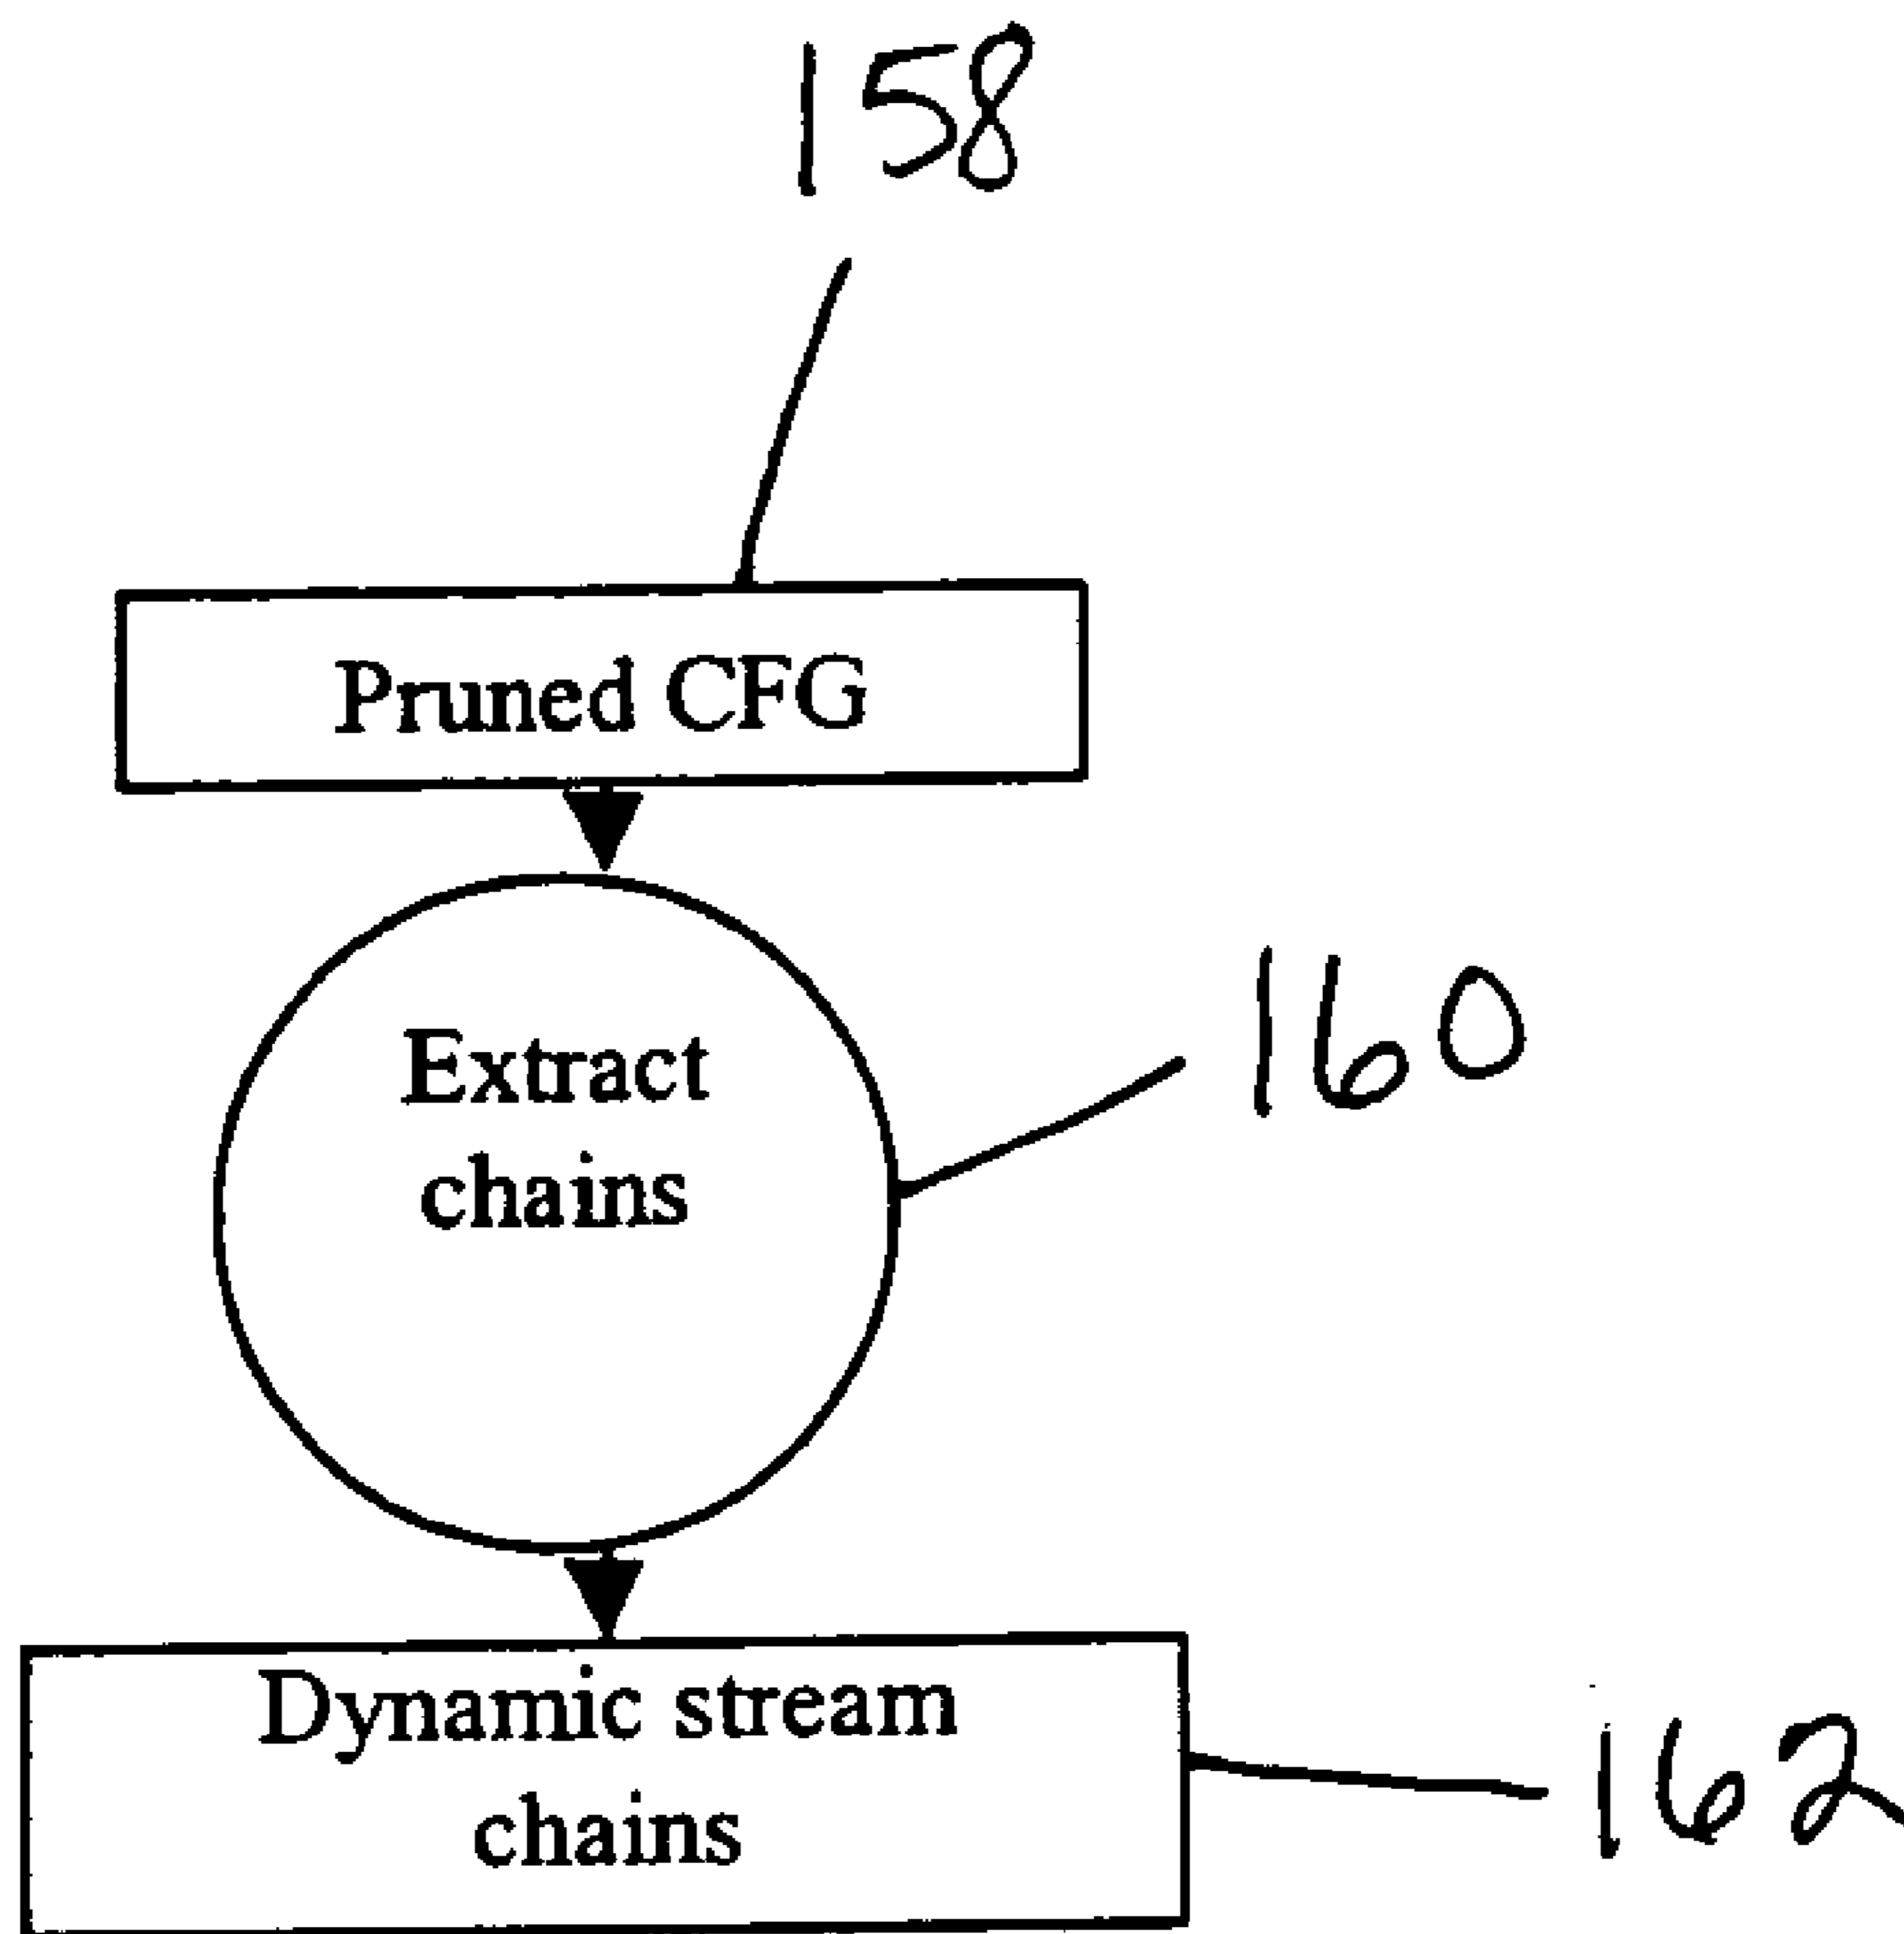 158
Pruned CFG
Extract
chains
160
Dynamic stream
chains
162